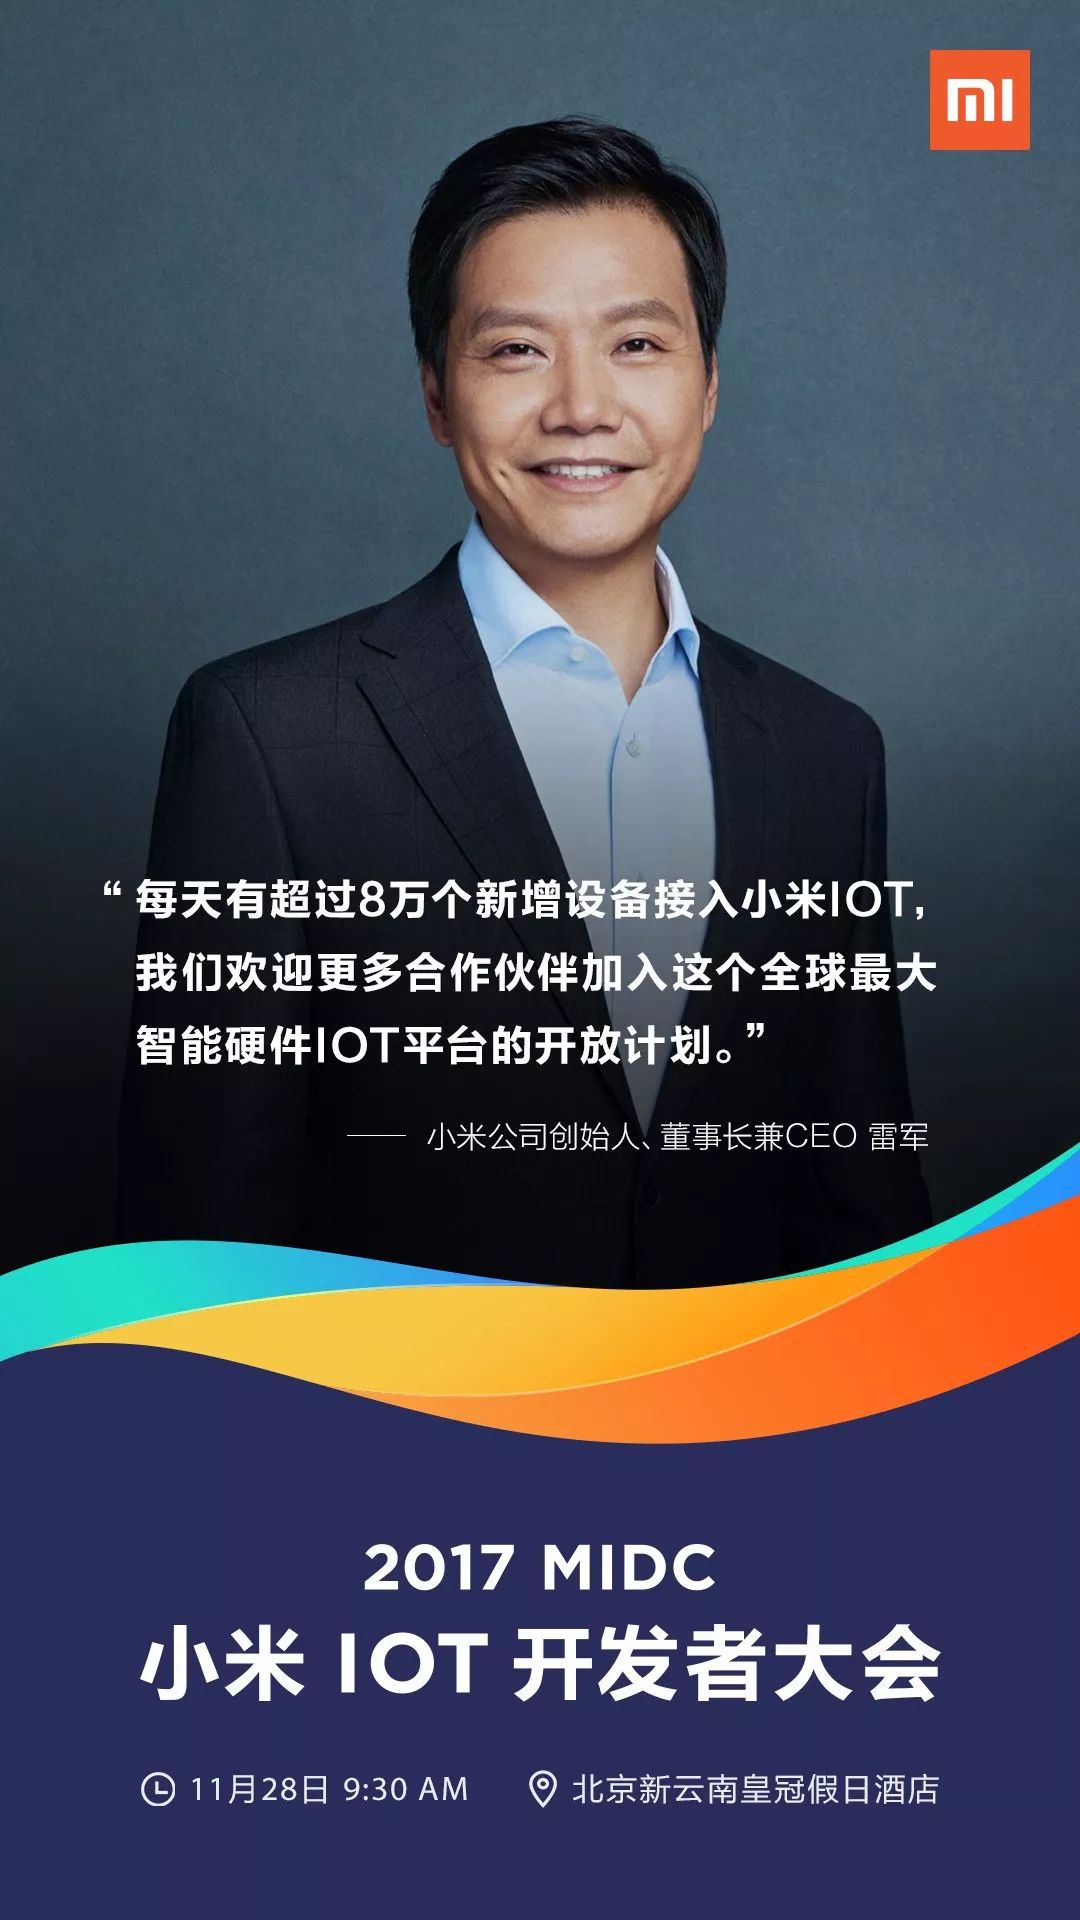 mi
“ 每天有超过8万个新增设备接入小米IOT,
我们欢迎更多合作伙伴加入这个全球最大
智能硬件IOT平台的开放计划。”
—— 小米公司创始人、董事长兼CEO 雷军
2017 MIDC
小米 IOT 开发者大会
11月28日 9:30 AM 北京新云南皇冠假日酒店